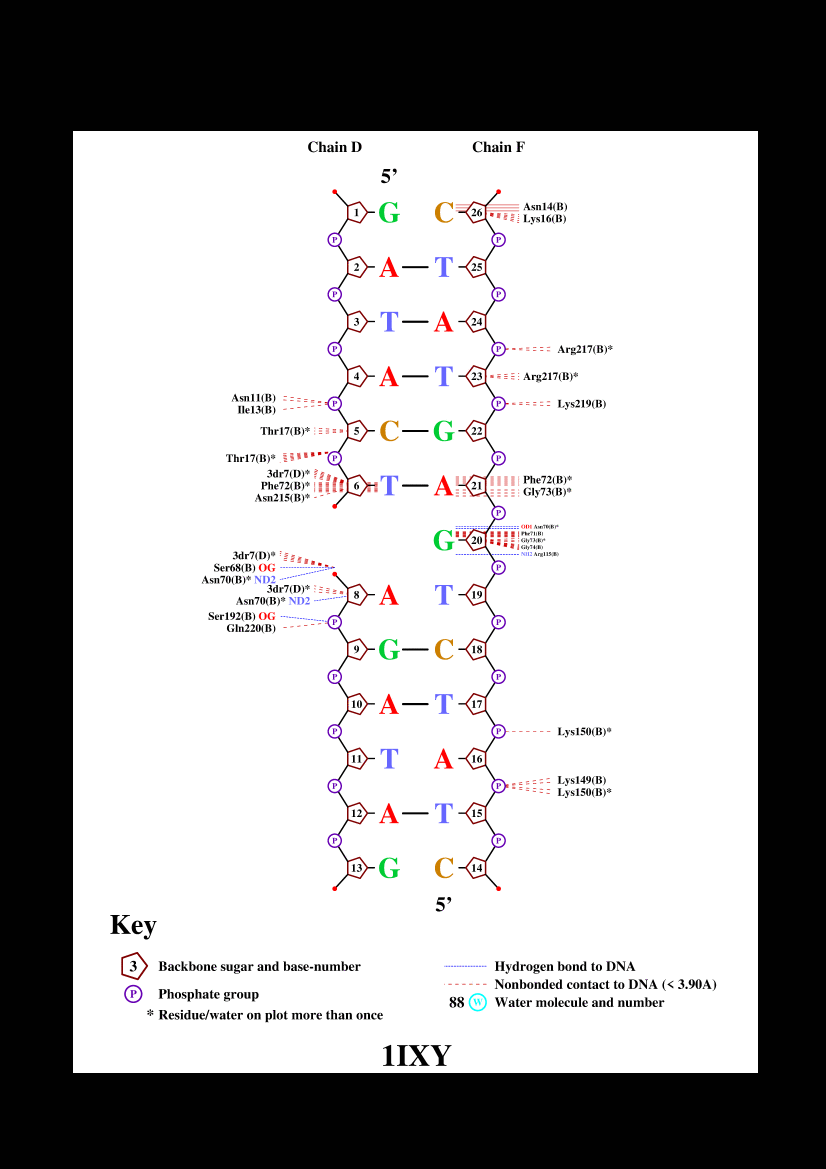 Chain D Chain F
5’
1 G C 26 Asn14(B)
Lys16(B)
P P
2 A T 25
P P
3 T A 24
P P Arg217(B)*
4 A T 23 Arg217(B)*
Asn11(B) P P Lys219(B)
Ile13(B)
Thr17(B)* 5 C G 22
Thr17(B)* P P
3dr7(D)*
Phe72(B)* 6 T A 21 Phe72(B)*
Asn215(B)* Gly73(B)*
P
OD1 Asn70(B)*
Phe71(B)
G 20 Gly73(B)*
Gly74(B)
NH2 Arg115(B)
3dr7(D)*
Ser68(B) OG P
Asn70(B)* ND2
3dr7(D)*
8 A T 19
Asn70(B)* ND2
Ser192(B) OG P P
Gln220(B)
9 G C 18
P P
10 A T 17
P P Lys150(B)*
11 T A 16
P P Lys149(B)
Lys150(B)*
12 A T 15
P P
13 G C 14
5’
Key
3 Backbone sugar and base-number
P Phosphate group
* Residue/water on plot more than once
Hydrogen bond to DNA
Nonbonded contact to DNA (< 3.90A)
88 W Water molecule and number
1IXY